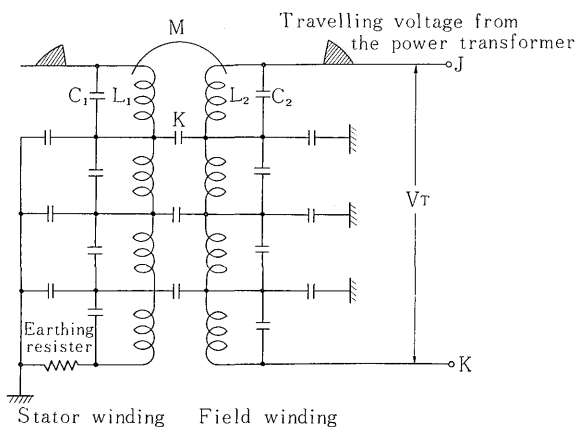 Travelling voltage from
the power transformer
M
J
C₁
L₁
L₂
C₂
K
VT
Earthing
resister
K
Stator winding
Field winding